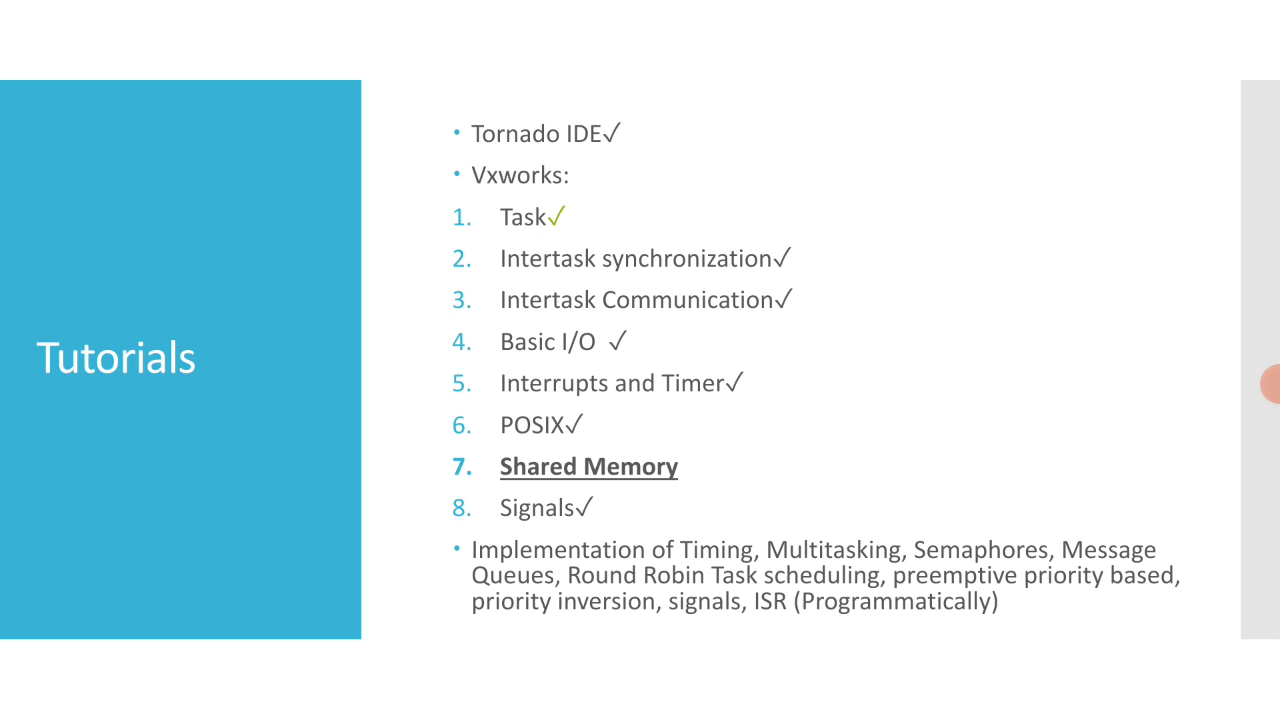 Tutorials
• Tornado IDE✓
• Vxworks:
1. Task✓
2. Intertask synchronization✓
3. Intertask Communication✓
4. Basic I/O ✓
5. Interrupts and Timer✓
6. POSIX✓
7. Shared Memory
8. Signals✓
• Implementation of Timing, Multitasking, Semaphores, Message
Queues, Round Robin Task scheduling, preemptive priority based,
priority inversion, signals, ISR (Programmatically)